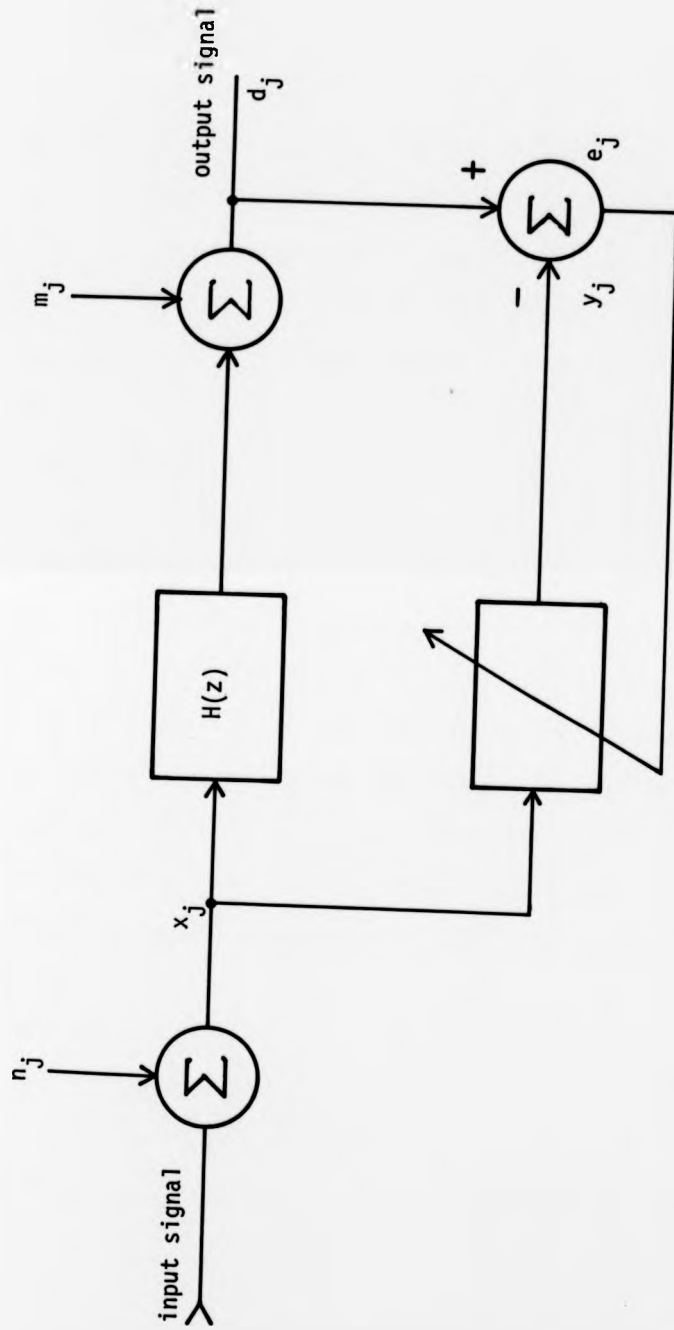 n_j
m_j
input signal
Σ
x_j
H(z)
Σ
output signal
d_j
+
-
Σ
y_j
e_j